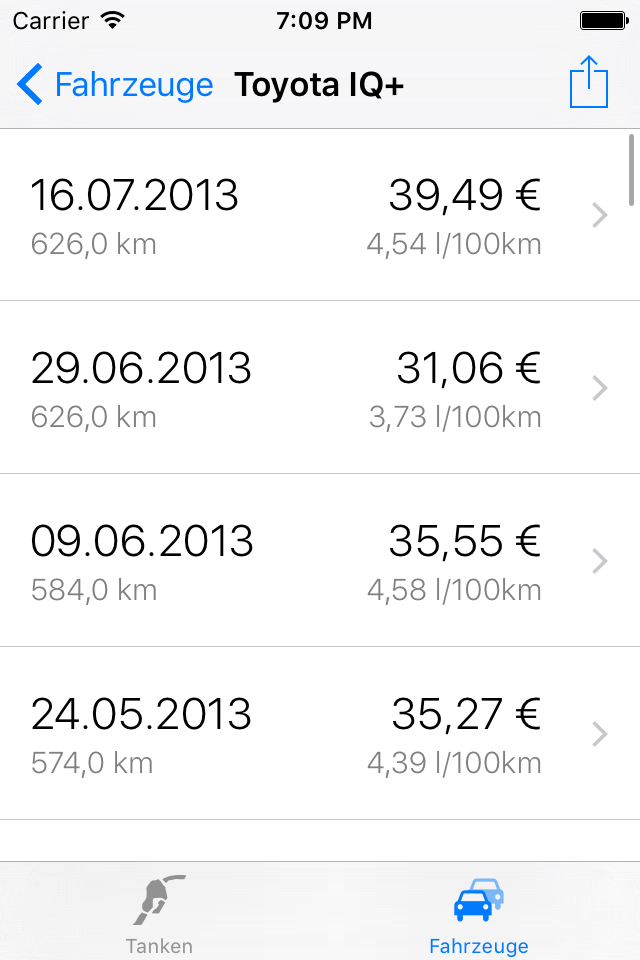 Carrier 7:09 PM
Fahrzeuge Toyota IQ+
16.07.2013 39,49 €
626,0 km 4,54 l/100km
29.06.2013 31,06 €
626,0 km 3,73 l/100km
09.06.2013 35,55 €
584,0 km 4,58 l/100km
24.05.2013 35,27 €
574,0 km 4,39 l/100km
Tanken Fahrzeuge